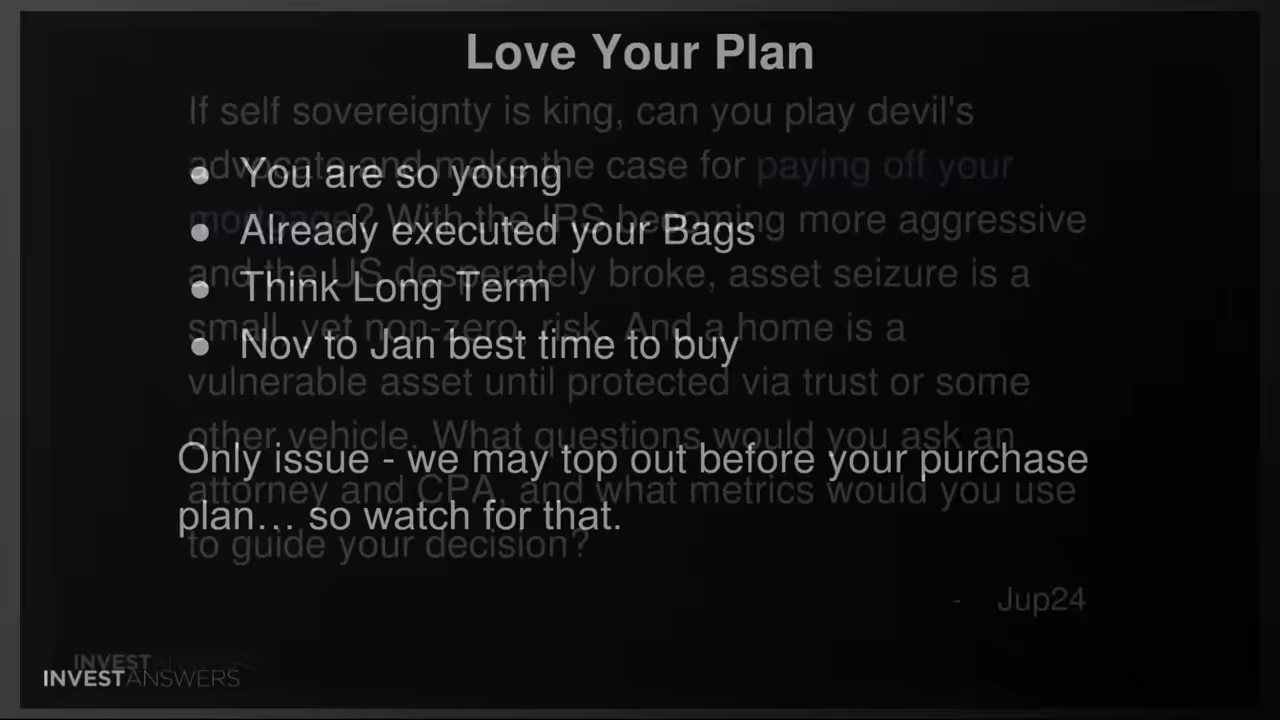 Love Your Plan
● You are so young
● Already executed your Bags
● Think Long Term
● Nov to Jan best time to buy
Only issue - we may top out before your purchase
plan… so watch for that.
If self sovereignty is king, can you play devil's
advocate and make the case for paying off your
mortgage? With the IRS becoming more aggressive
and the US desperately broke, asset seizure is a
small, yet non-zero, risk. And a home is a
vulnerable asset until protected via trust or some
other vehicle. What questions would you ask an
attorney and CPA, and what metrics would you use
to guide your decision?
- Jup24
INVEST
INVESTANSWERS